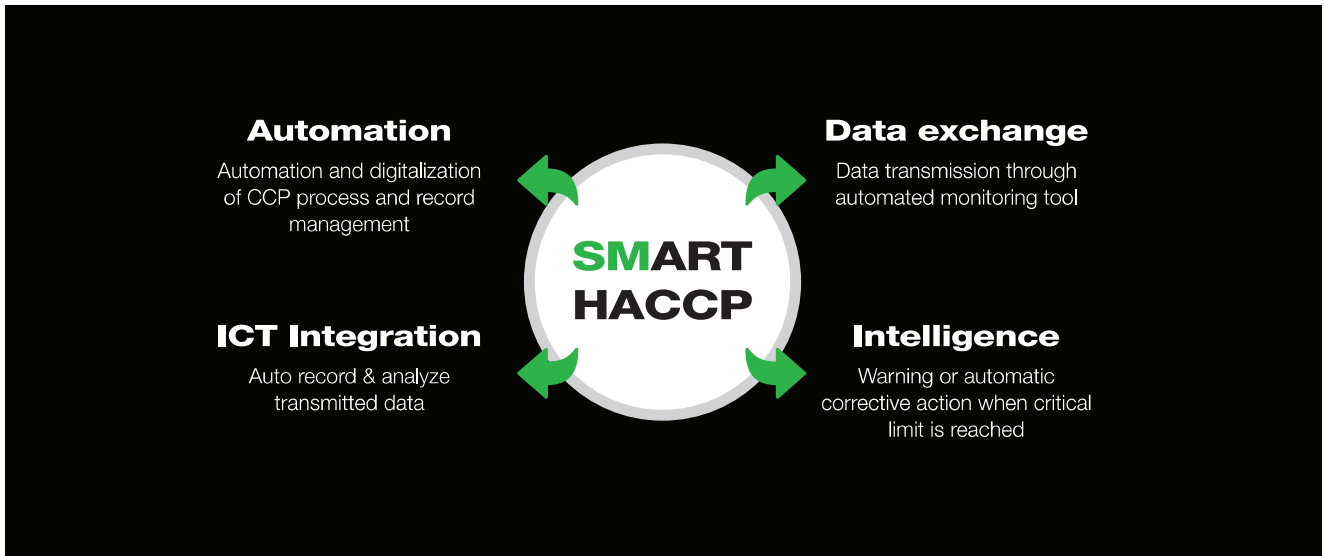 Automation
Automation and digitalization
of CCP process and record
management
Data exchange
Data transmission through
automated monitoring tool
SMART
HACCP
ICT Integration
Auto record & analyze
transmitted data
Intelligence
Warning or automatic
corrective action when critical
limit is reached